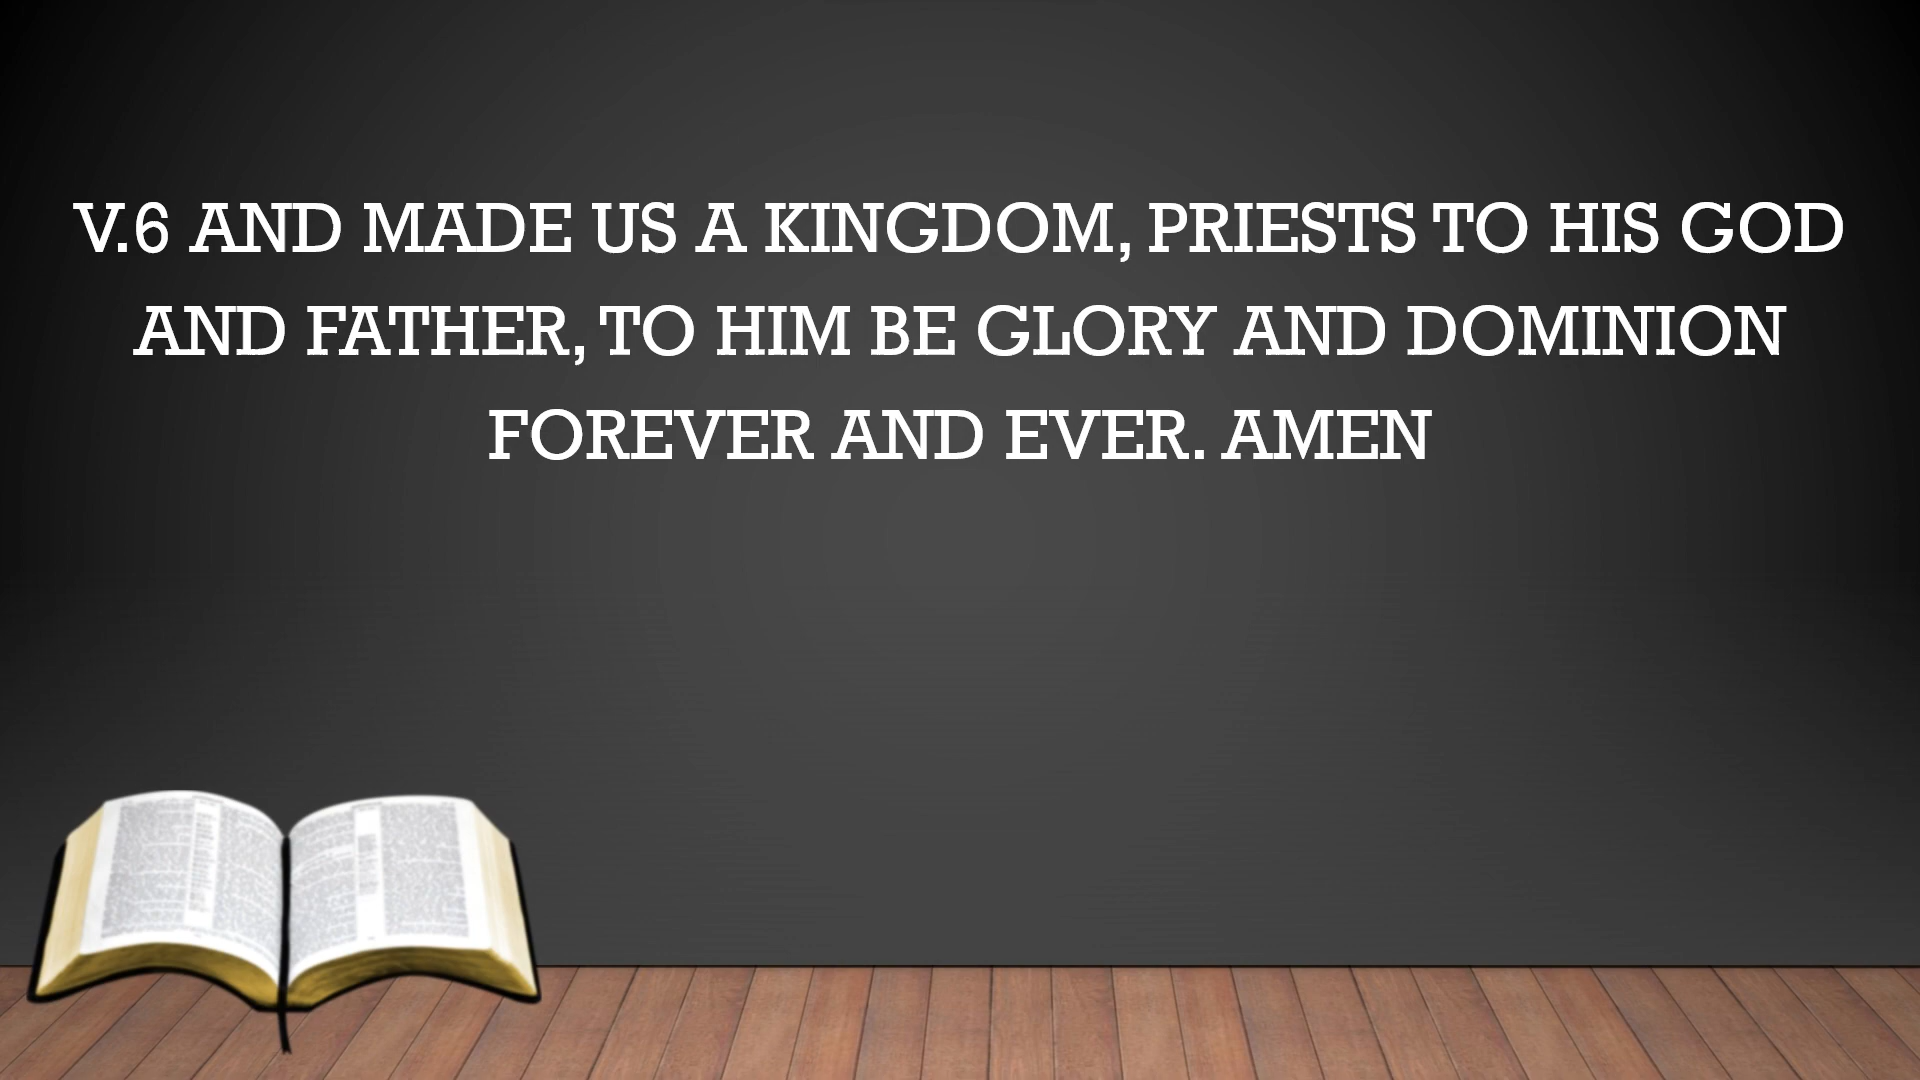 V.6 AND MADE US A KINGDOM, PRIESTS TO HIS GOD
AND FATHER, TO HIM BE GLORY AND DOMINION
FOREVER AND EVER. AMEN